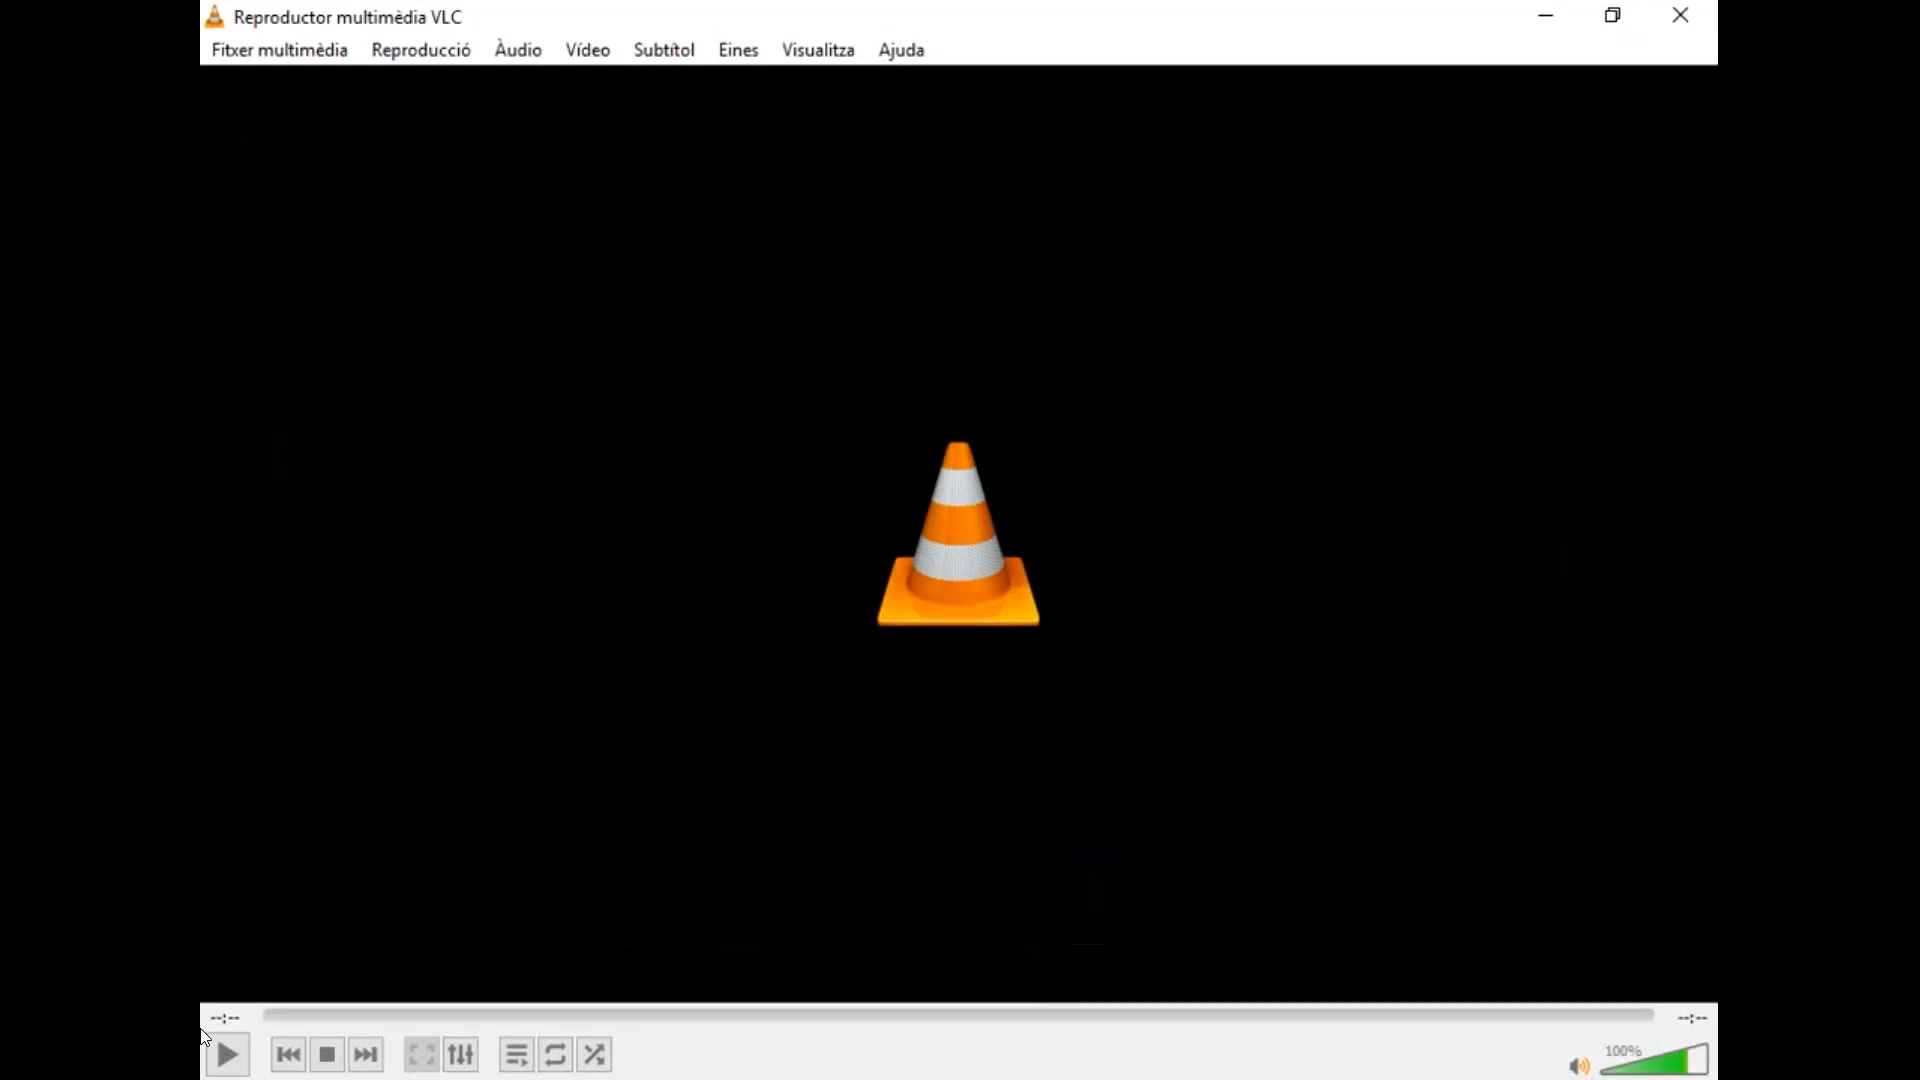 Reproductor multimèdia VLC
Fitxer multimèdia Reproducció Àudio Vídeo Subtítol Eines Visualitza Ajuda
--:-- --:--
100%